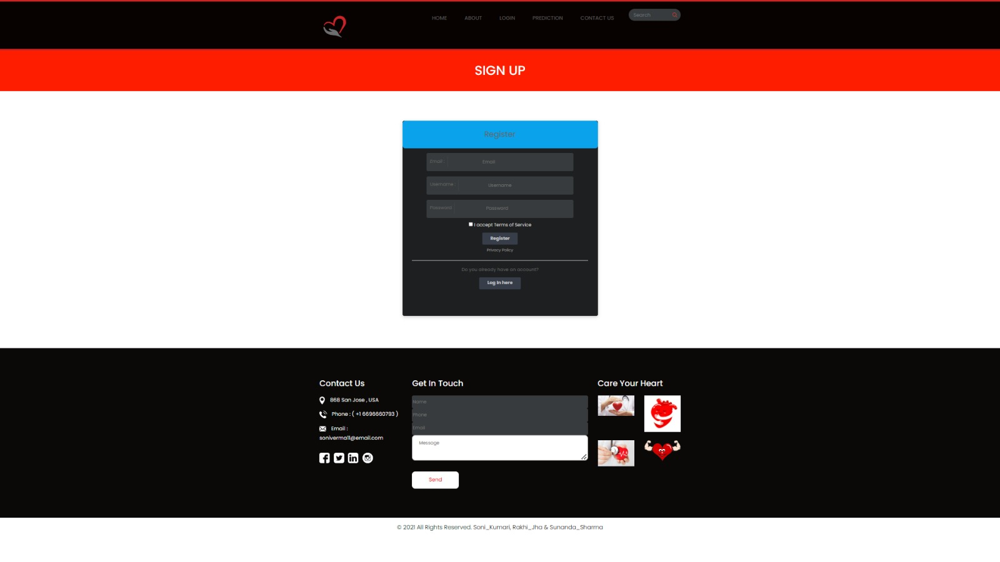 HOME ABOUT LOGIN PREDICTION CONTACT US Search
SIGN UP
Register
Email : Email
Username : Username
Password Password
I accept Terms of Service
Register
Privacy Policy
Do you already have an account?
Log In here
Contact Us
868 San Jose , USA
Phone : ( +1 6696660793 )
Email :
soniverma11@email.com
Get In Touch
Name
Phone
Email
Message
Send
Care Your Heart
© 2021 All Rights Reserved. Soni_Kumari, Rakhi_Jha & Sunanda_Sharma